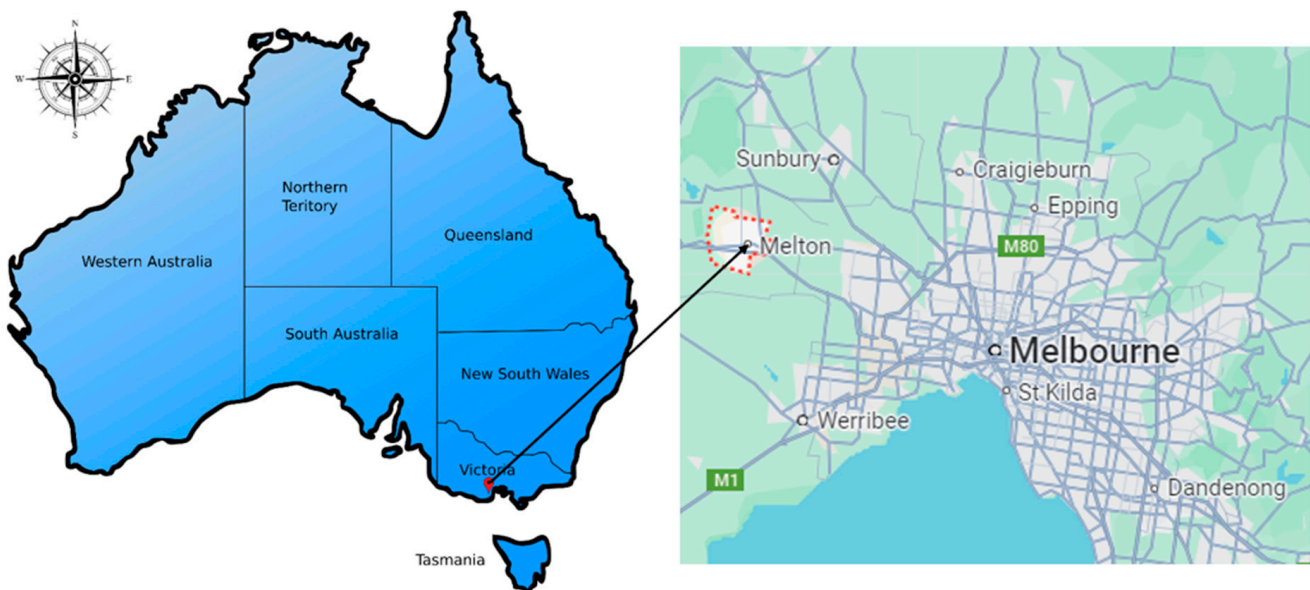 N
W
E
S
Northern
Teritory
Western Australia
Queensland
South Australia
New South Wales
Victoria
Tasmania
Sunbury
Craigieburn
Epping
M80
Melton
Melbourne
St Kilda
Werribee
M1
Dandenong